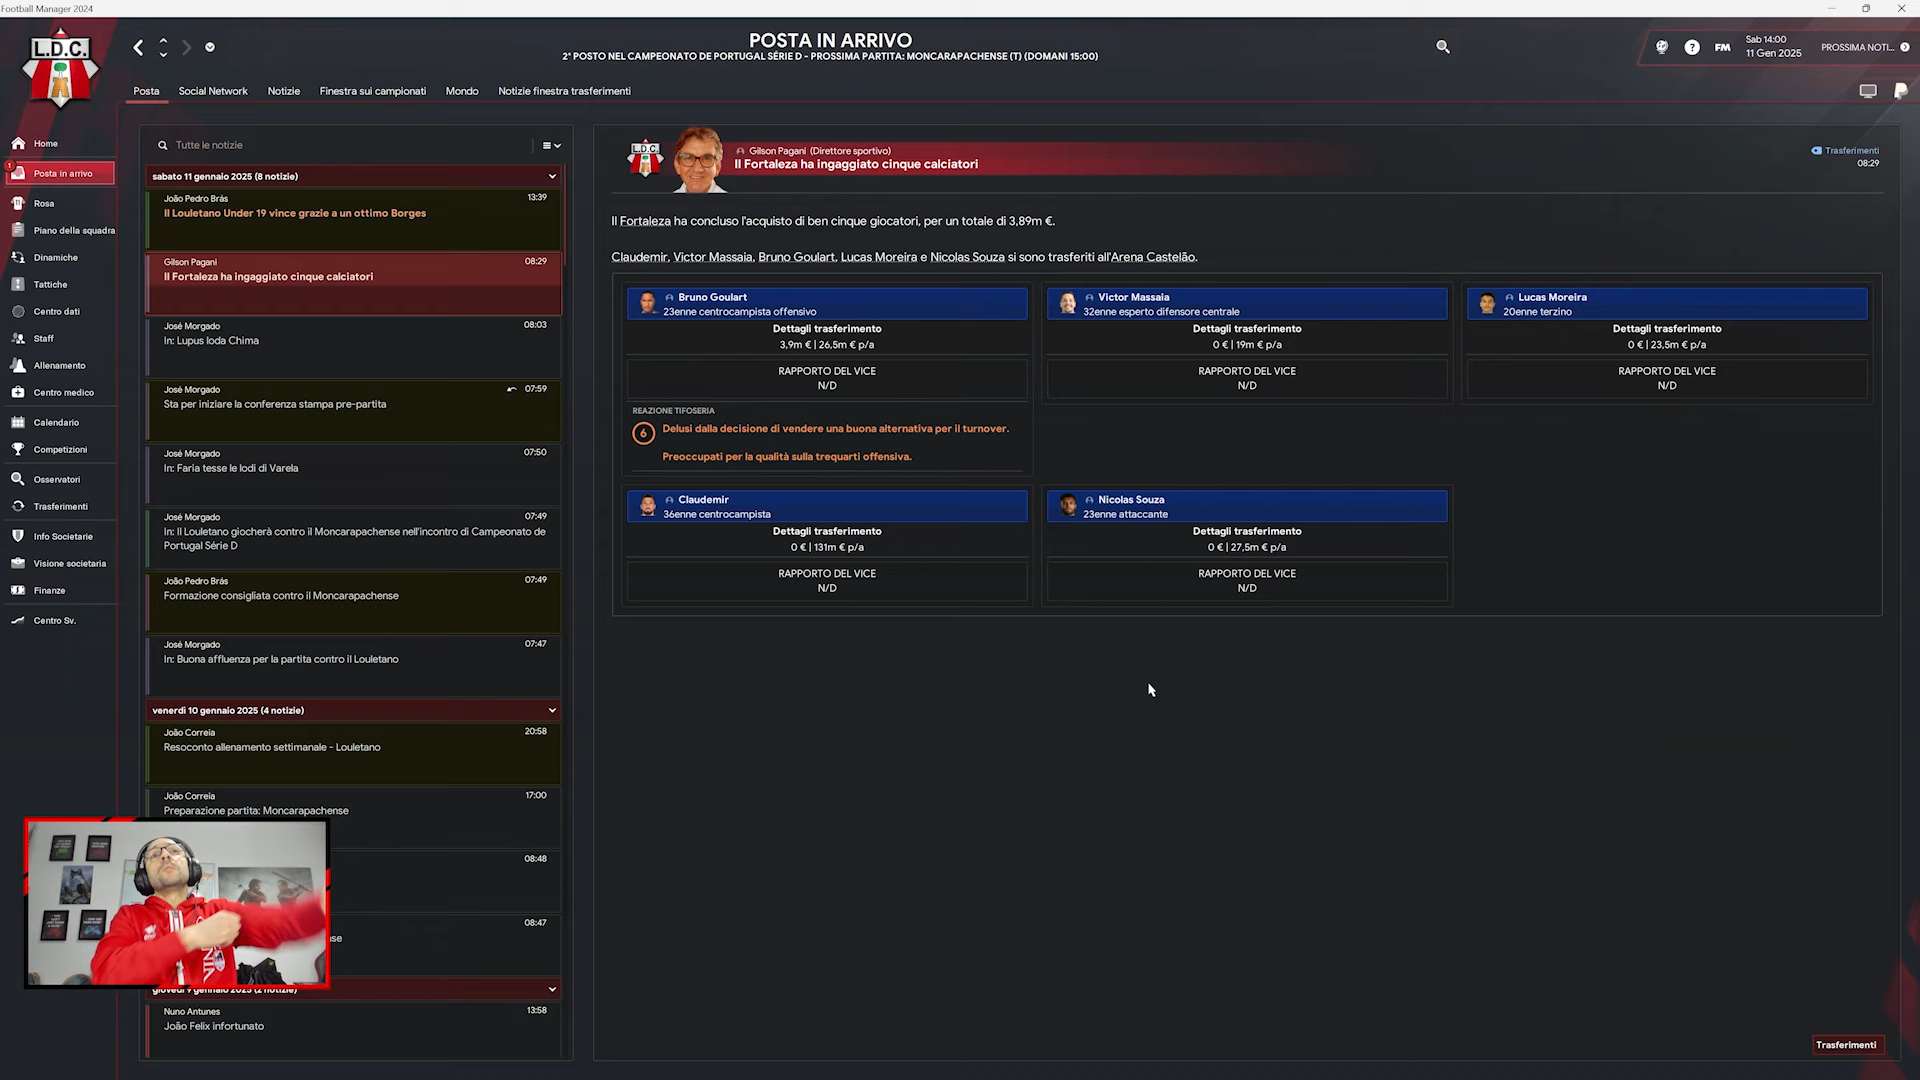 Football Manager 2024
L.D.C.
POSTA IN ARRIVO
2° POSTO NEL CAMPEONATO DE PORTUGAL SÉRIE D - PROSSIMA PARTITA: MONCARAPACHENSE (T) (DOMANI 15:00)
FM
Sab 14:00
11 Gen 2025
PROSSIMA NOTI...
Posta
Social Network
Notizie
Finestra sui campionati
Mondo
Notizie finestra trasferimenti
Home
1
Posta in arrivo
Rosa
Piano della squadra
Dinamiche
Tattiche
Centro dati
Staff
Allenamento
Centro medico
Calendario
Competizioni
Osservatori
Trasferimenti
Info Societarie
Visione societaria
Finanze
Centro Sv.
Tutte le notizie
sabato 11 gennaio 2025 (8 notizie)
João Pedro Brás 13:39
Il Louletano Under 19 vince grazie a un ottimo Borges
Gilson Pagani 08:29
Il Fortaleza ha ingaggiato cinque calciatori
José Morgado 08:03
In: Lupus loda Chima
José Morgado 07:59
Sta per iniziare la conferenza stampa pre-partita
José Morgado 07:50
In: Faria tesse le lodi di Varela
José Morgado 07:49
In: Il Louletano giocherà contro il Moncarapachense nell'incontro di Campeonato de
Portugal Série D
João Pedro Brás 07:49
Formazione consigliata contro il Moncarapachense
José Morgado 07:47
In: Buona affluenza per la partita contro il Louletano
venerdì 10 gennaio 2025 (4 notizie)
João Correia 20:58
Resoconto allenamento settimanale - Louletano
João Correia 17:00
Preparazione partita: Moncarapachense
08:48
08:47
giovedì 9 gennaio 2025 (2 notizie)
Nuno Antunes 13:58
João Felix infortunato
L.D.C.
Gilson Pagani (Direttore sportivo)
Il Fortaleza ha ingaggiato cinque calciatori
Trasferimenti
08:29
Il Fortaleza ha concluso l'acquisto di ben cinque giocatori, per un totale di 3,89m €.
Claudemir, Victor Massaia, Bruno Goulart, Lucas Moreira e Nicolas Souza si sono trasferiti all'Arena Castelão.
Bruno Goulart
23enne centrocampista offensivo
Dettagli trasferimento
3,9m € | 26,5m € p/a
RAPPORTO DEL VICE
N/D
REAZIONE TIFOSERIA
6
Delusi dalla decisione di vendere una buona alternativa per il turnover.
Preoccupati per la qualità sulla trequarti offensiva.
Victor Massaia
32enne esperto difensore centrale
Dettagli trasferimento
0 € | 19m € p/a
RAPPORTO DEL VICE
N/D
Lucas Moreira
20enne terzino
Dettagli trasferimento
0 € | 23,5m € p/a
RAPPORTO DEL VICE
N/D
Claudemir
36enne centrocampista
Dettagli trasferimento
0 € | 131m € p/a
RAPPORTO DEL VICE
N/D
Nicolas Souza
23enne attaccante
Dettagli trasferimento
0 € | 27,5m € p/a
RAPPORTO DEL VICE
N/D
Trasferimenti